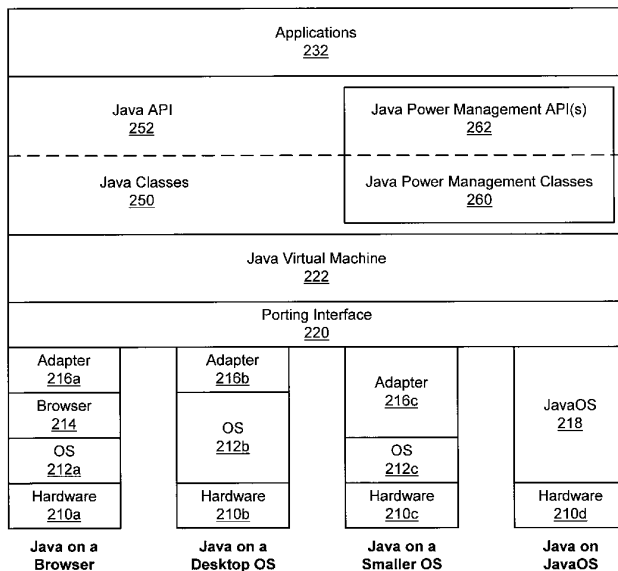 Applications
232
Java API
252
Java Power Management API(s)
262
Java Classes
250
Java Power Management Classes
260
Java Virtual Machine
222
Porting Interface
220
Adapter
216a
Browser
214
OS
212a
Hardware
210a
Java on a
Browser
Adapter
216b
OS
212b
Hardware
210b
Java on a
Desktop OS
Adapter
216c
OS
212c
Hardware
210c
Java on a
Smaller OS
JavaOS
218
Hardware
210d
Java on
JavaOS